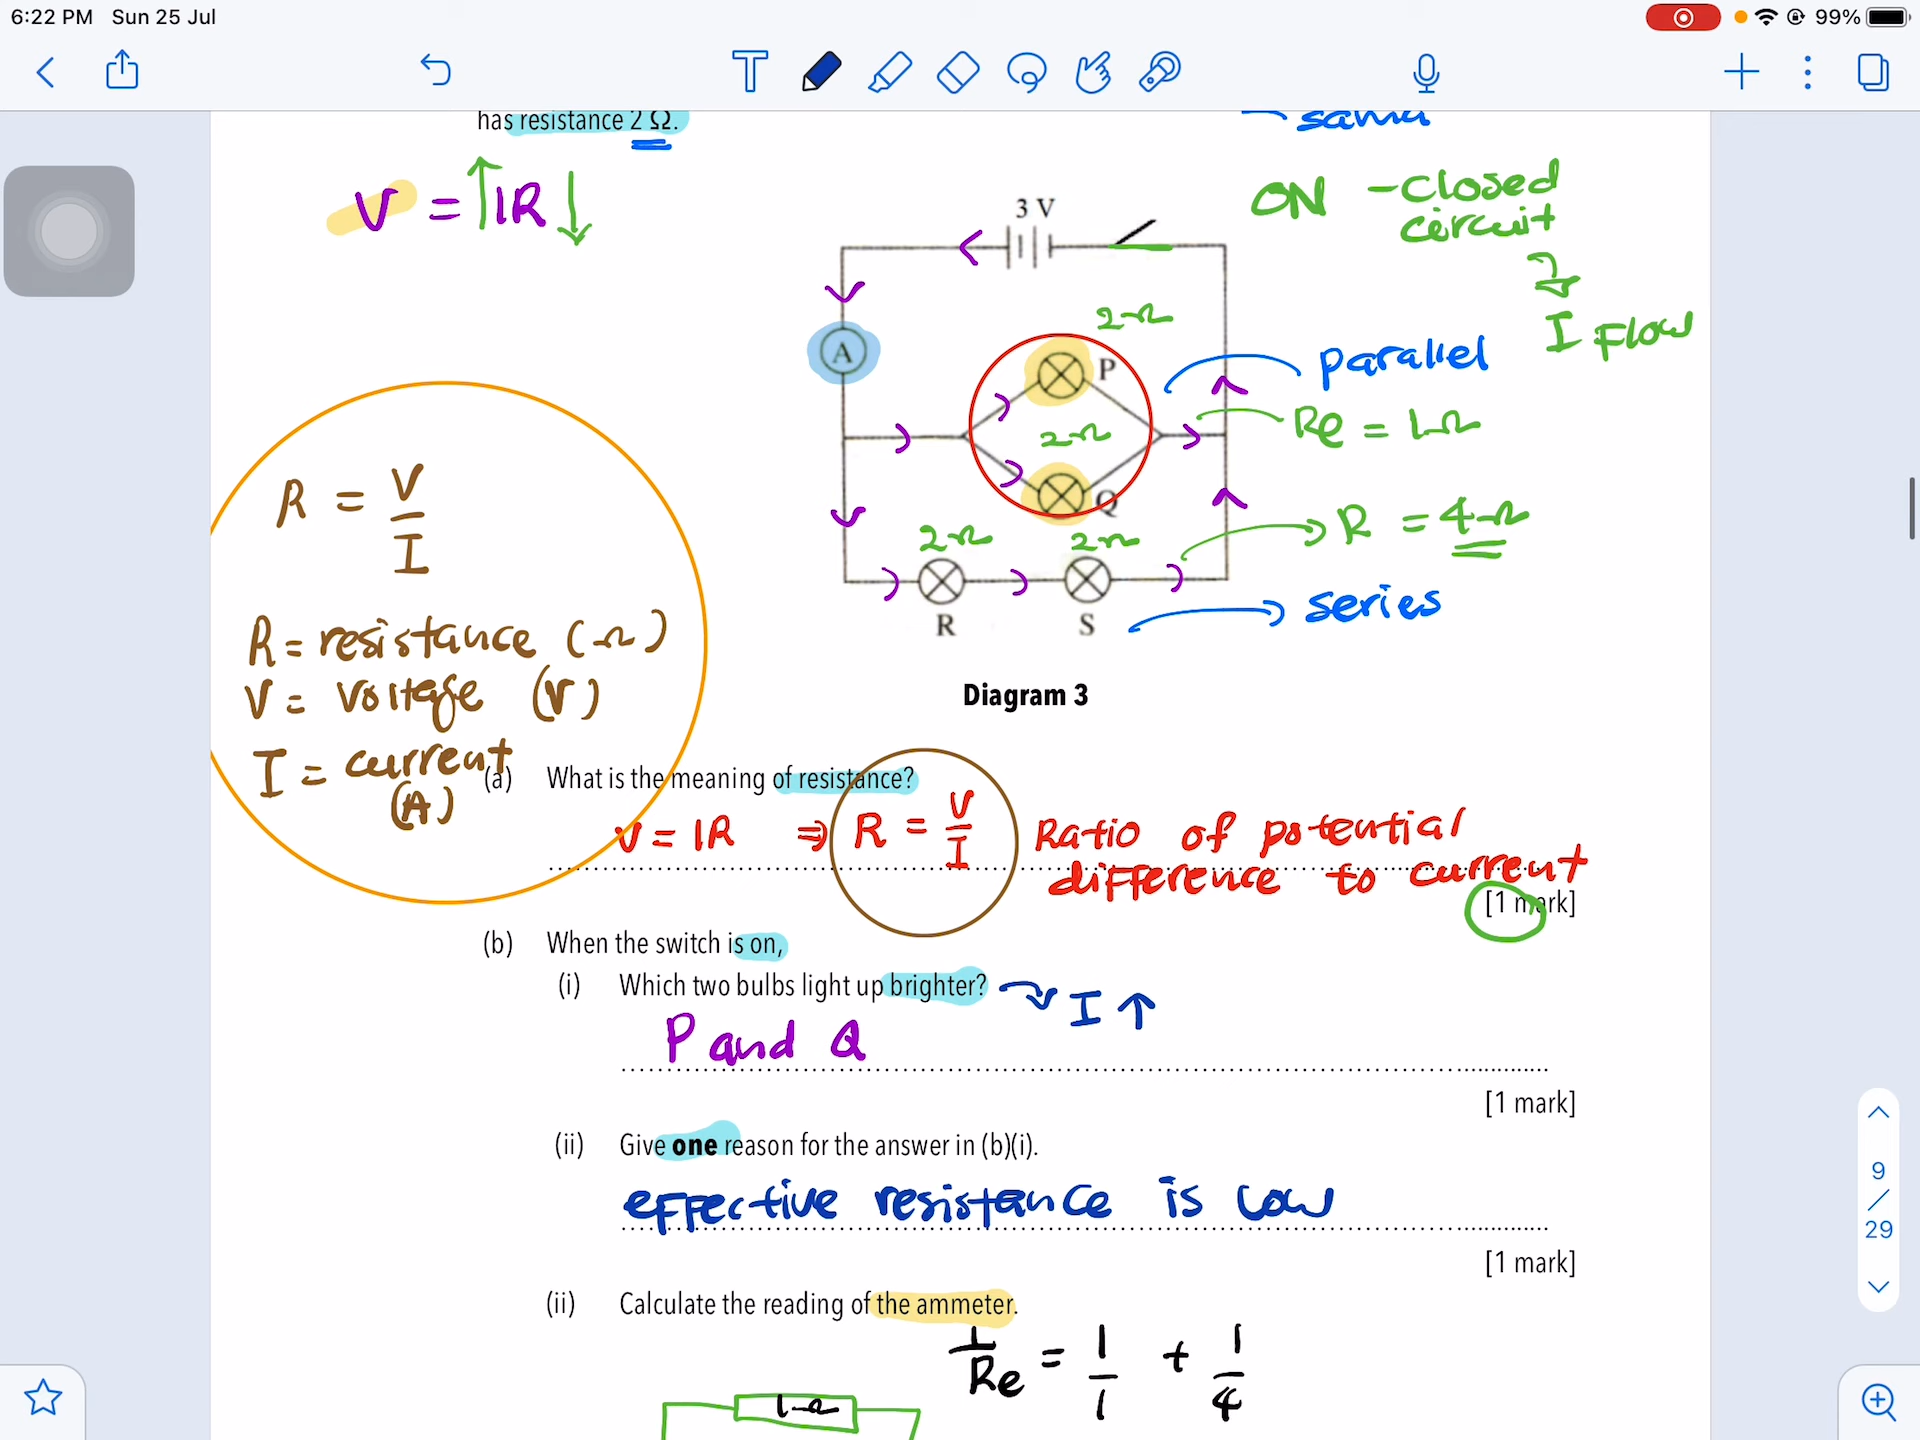 6:22 PM Sun 25 Jul
99%
has resistance 2 Ω.
sama
V = IR
3 V
ON - closed
circuit
I Flow
A
2Ω
P
parallel
2Ω
Re = 1Ω
Q
R = V
I
2Ω
2Ω
R = 4Ω
R
S
series
R = resistance (Ω)
V = voltage (V)
I = current
(A)
Diagram 3
(a) What is the meaning of resistance?
V = IR ⇒ R = V
I
Ratio of potential
difference to current
[1 mark]
(b) When the switch is on,
(i) Which two bulbs light up brighter? I ↑
P and Q
[1 mark]
(ii) Give one reason for the answer in (b)(i).
effective resistance is low
[1 mark]
(ii) Calculate the reading of the ammeter.
1/Re = 1/1 + 1/4
1Ω
9
/
29